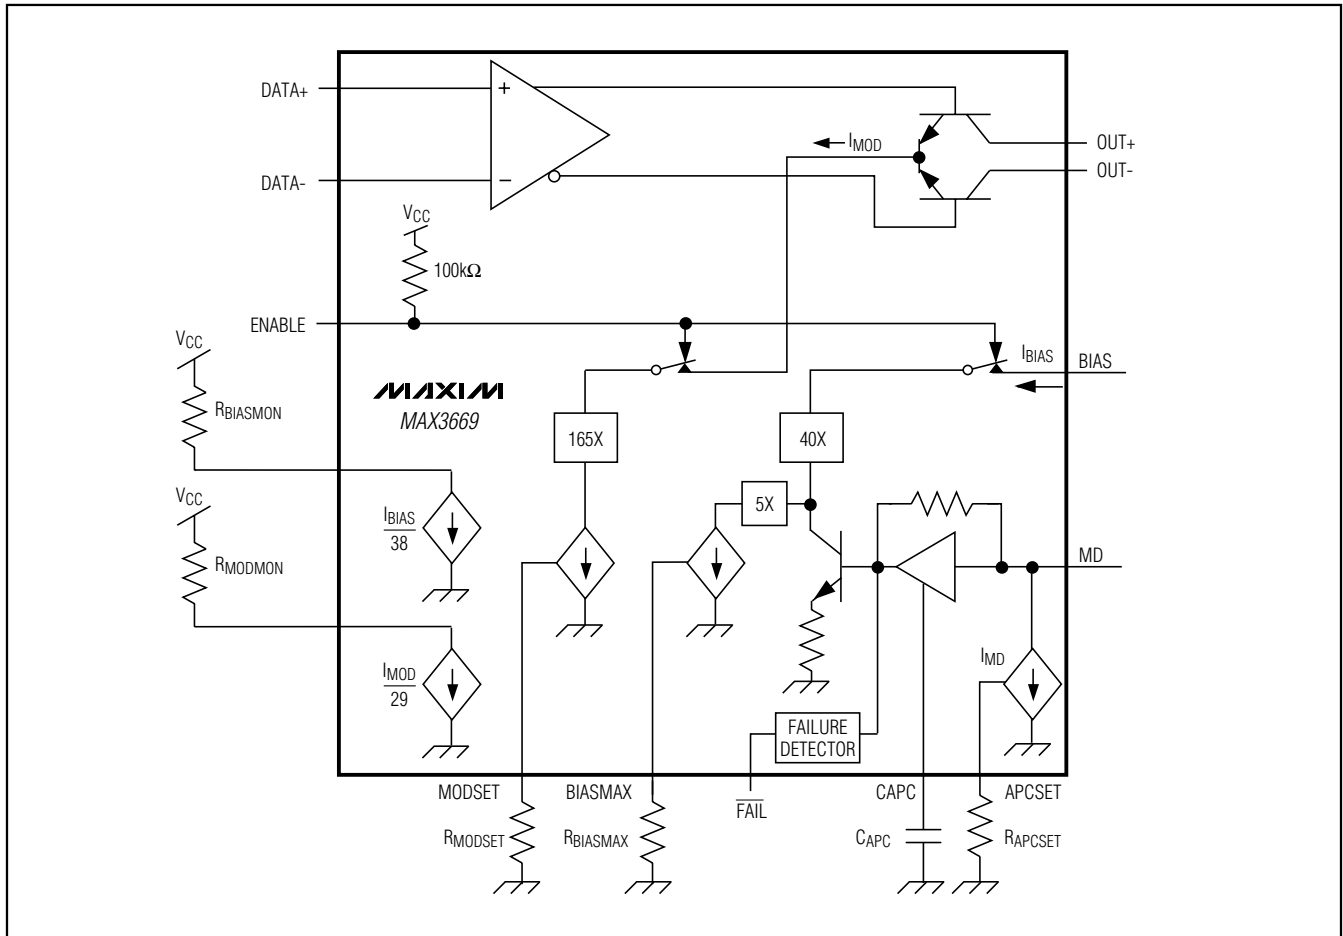 DATA+
DATA-
OUT+
OUT-
IMOD
VCC
100kΩ
ENABLE
VCC
RBIASMON
MAXIM
MAX3669
IBIAS
BIAS
165X
40X
5X
VCC
RMODMON
IBIAS
38
MD
IMOD
29
IMD
FAILURE
DETECTOR
MODSET
BIASMAX
FAIL
CAPC
APCSET
RMODSET
RBIASMAX
CAPC
RAPCSET